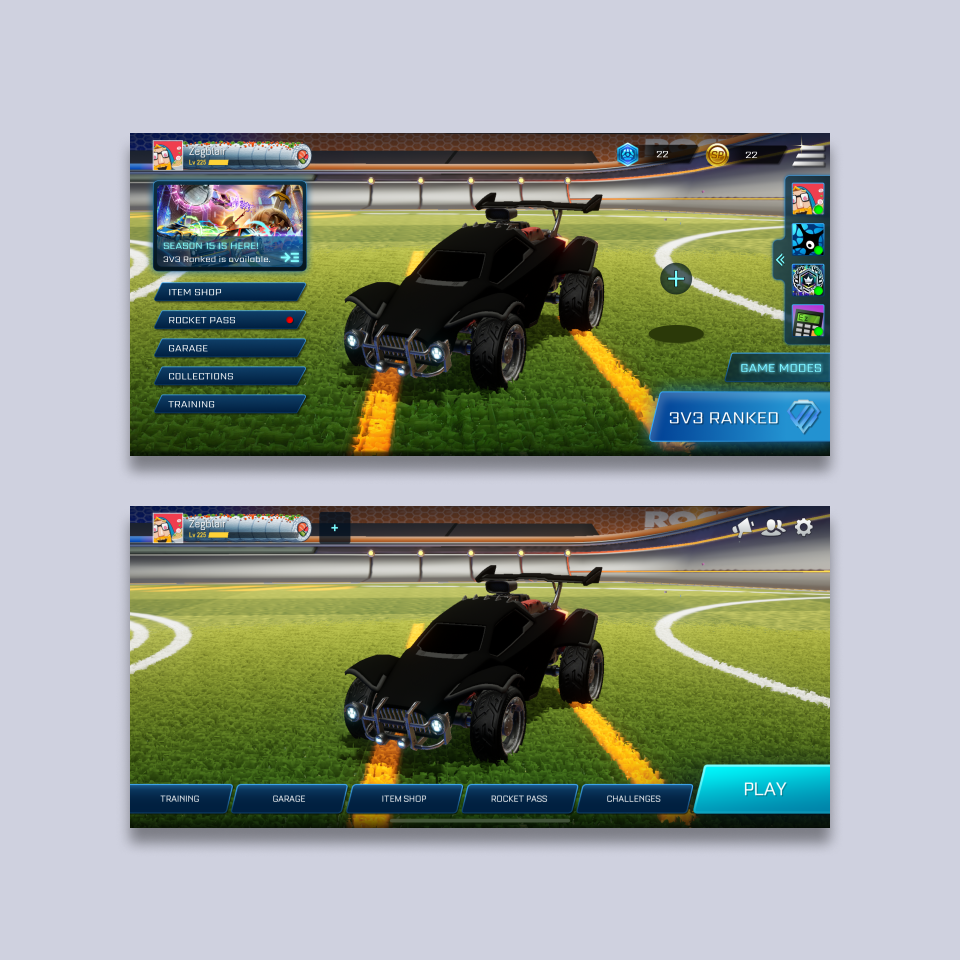 Zegblair
Lv 225
22
22
SEASON 15 IS HERE!
3V3 Ranked is available.
ITEM SHOP
ROCKET PASS
GARAGE
COLLECTIONS
TRAINING
GAME MODES
3V3 RANKED
Zegblair
Lv 225
ROC
TRAINING
GARAGE
ITEM SHOP
ROCKET PASS
CHALLENGES
PLAY